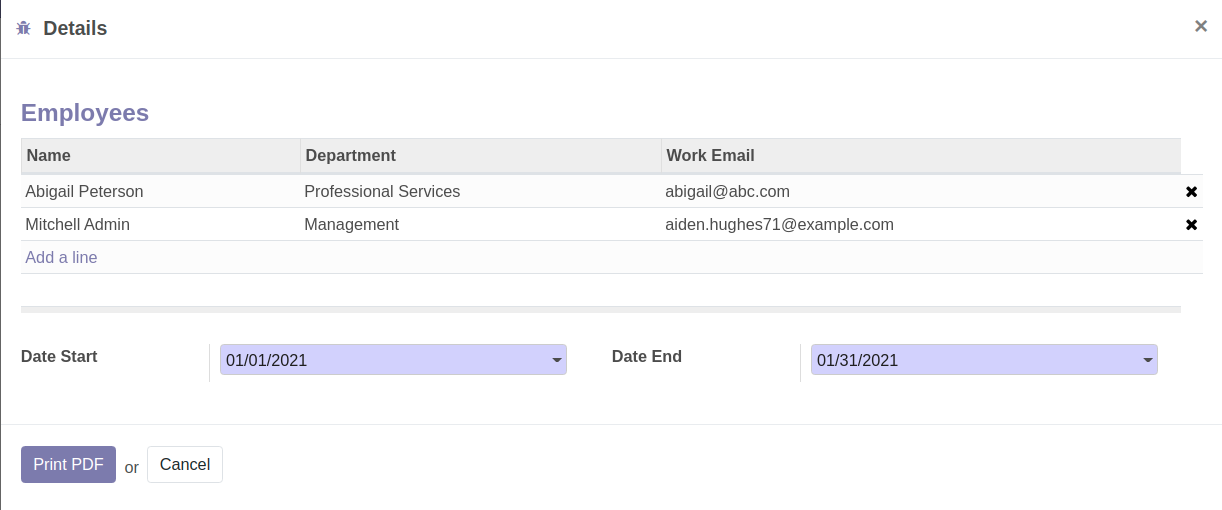 Details
Employees
Name Department Work Email
Abigail Peterson Professional Services abigail@abc.com
Mitchell Admin Management aiden.hughes71@example.com
Add a line
Date Start 01/01/2021 Date End 01/31/2021
Print PDF or Cancel